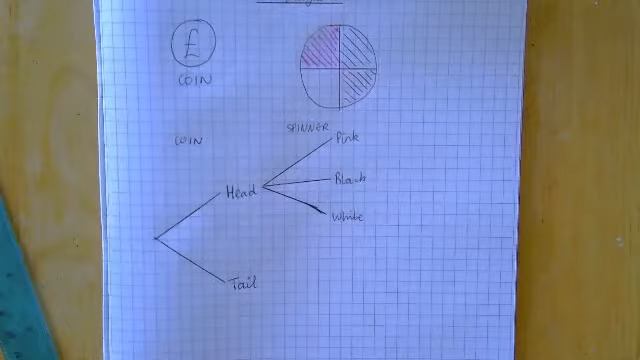 £
COIN
SPINNER
COIN
Pink
Black
Head
White
Tail